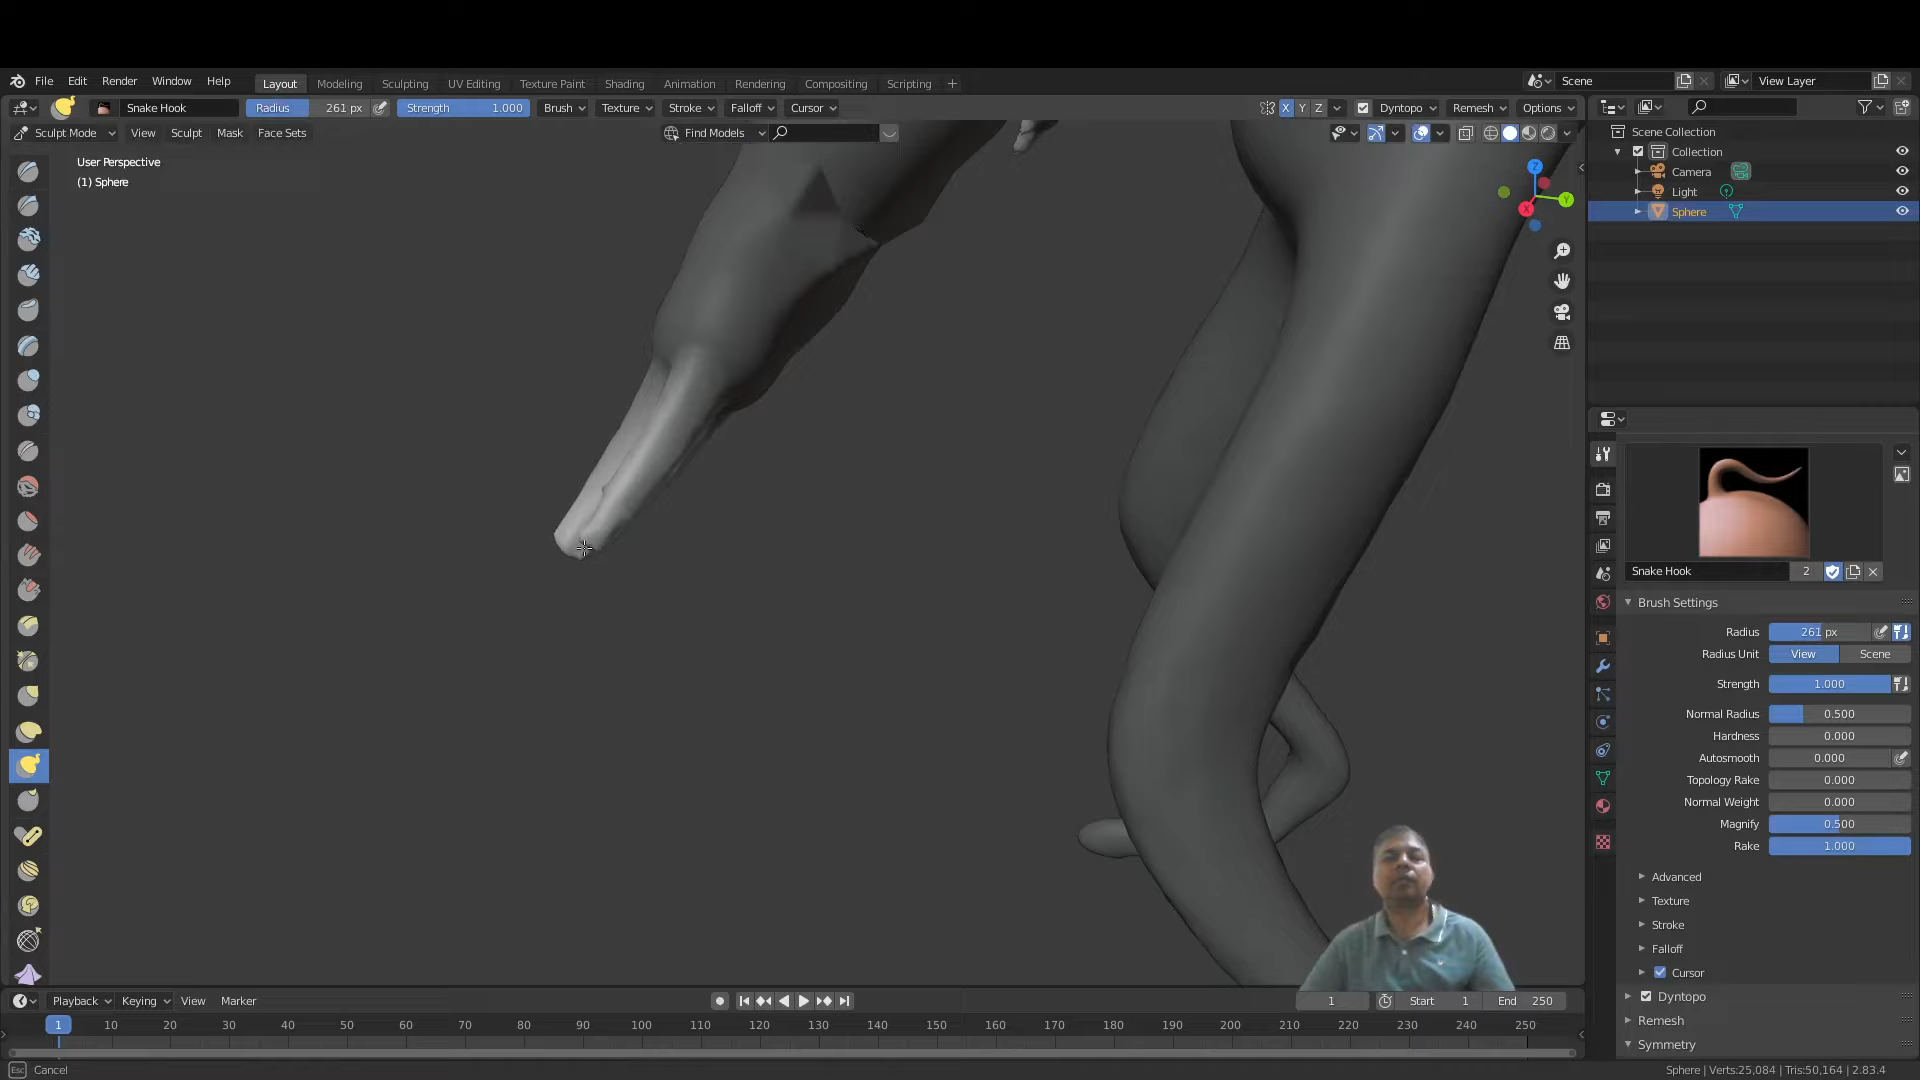 File Edit Render Window Help Layout Modeling Sculpting UV Editing Texture Paint Shading Animation Rendering Compositing Scripting + Scene View Layer
Snake Hook Radius 261 px Strength 1.000 Brush Texture Stroke Falloff Cursor X Y Z Dyntopo Remesh Options
Sculpt Mode View Sculpt Mask Face Sets Find Models
User Perspective
(1) Sphere
Z
Y
X
Scene Collection
Collection
Camera
Light
Sphere
Snake Hook 2
Brush Settings
Radius 261 px
Radius Unit View Scene
Strength 1.000
Normal Radius 0.500
Hardness 0.000
Autosmooth 0.000
Topology Rake 0.000
Normal Weight 0.000
Magnify 0.500
Rake 1.000
Advanced
Texture
Stroke
Falloff
Cursor
Dyntopo
Remesh
Symmetry
Playback Keying View Marker 1 Start 1 End 250
1 10 20 30 40 50 60 70 80 90 100 110 120 130 140 150 160 170 180 190 200 210 220 230 240 250
Esc Cancel Sphere | Verts:25,084 | Tris:50,164 | 2.83.4